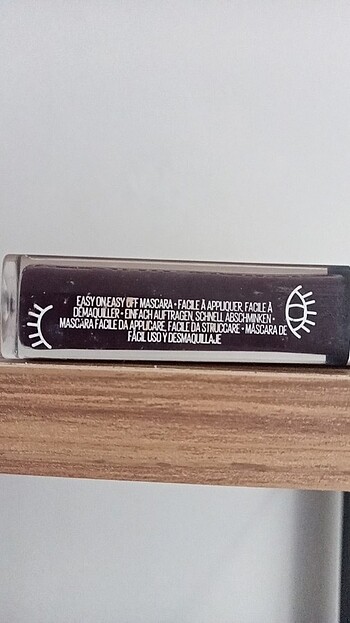 EASY ON,EASY OFF MASCARA • FACILE À APPLIQUER, FACILE À
DÉMAQUILLER • EINFACH AUFTRAGEN, SCHNELL ABSCHMINKEN •
MASCARA FACILE DA APPLICARE, FACILE DA STRUCCARE • MÁSCARA DE
FÁCIL USO Y DESMAQUILLAJE